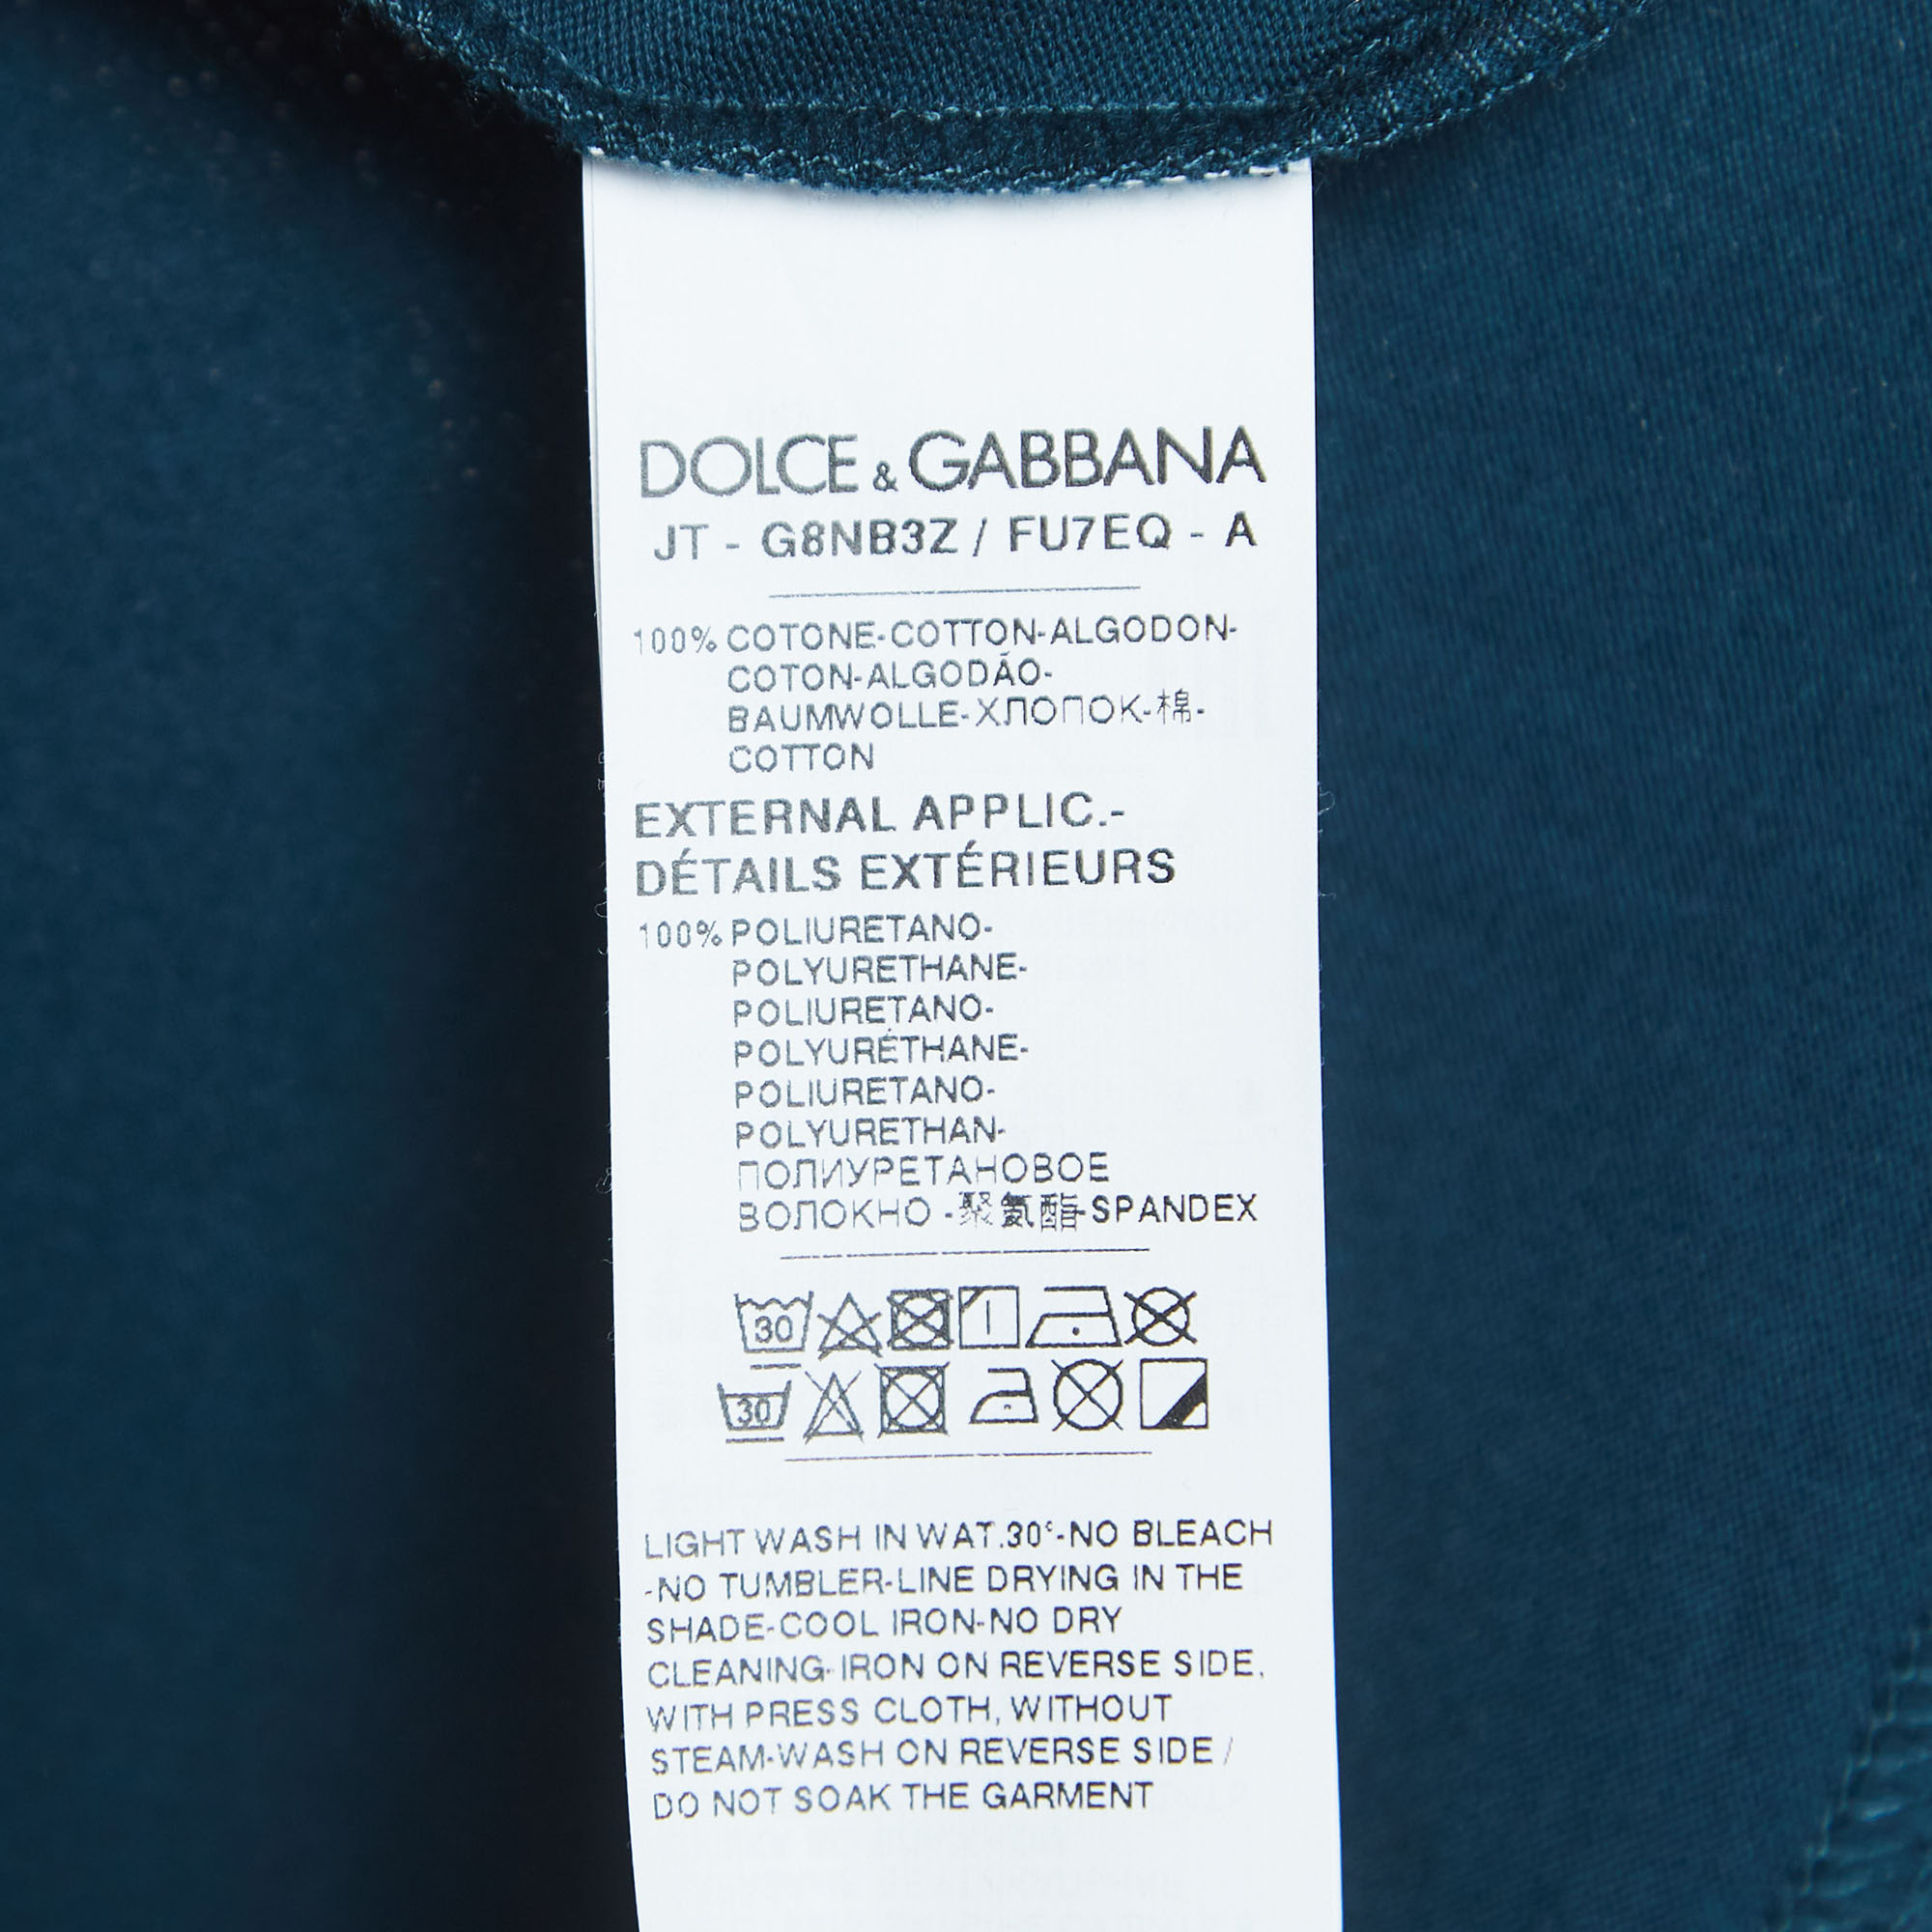 DOLCE & GABBANA
JT - G8NB3Z / FU7EQ - A
100% COTONE-COTTON-ALGODON-
COTON-ALGODÃO-
BAUMWOLLE-ХЛОПОК-棉-
COTTON
EXTERNAL APPLIC.-
DÉTAILS EXTÉRIEURS
100% POLIURETANO-
POLYURETHANE-
POLIURETANO-
POLYURÉTHANE-
POLIURETANO-
POLYURETHAN-
ПОЛИУРЕТАНОВОЕ
ВОЛОКНО -聚氨酯-SPANDEX
30
30
LIGHT WASH IN WAT.30°-NO BLEACH
-NO TUMBLER-LINE DRYING IN THE
SHADE-COOL IRON-NO DRY
CLEANING-IRON ON REVERSE SIDE,
WITH PRESS CLOTH, WITHOUT
STEAM-WASH ON REVERSE SIDE /
DO NOT SOAK THE GARMENT